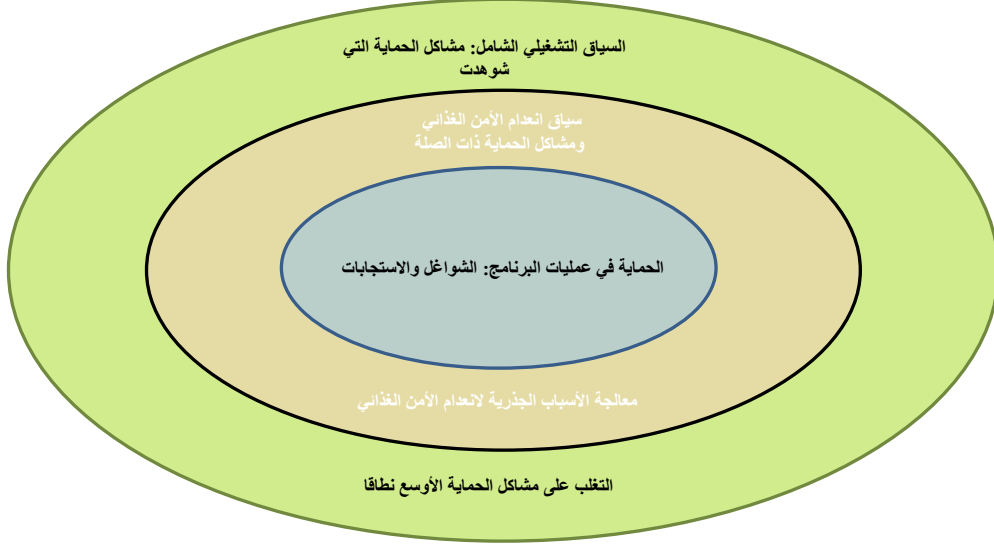 السياق التشغيلي الشامل: مشاكل الحماية التي
شوهدت
سياق انعدام الأمن الغذائي
ومشاكل الحماية ذات الصلة
الحماية في عمليات البرنامج: الشواغل والاستجابات
معالجة الأسباب الجذرية لانعدام الأمن الغذائي
التغلب على مشاكل الحماية الأوسع نطاقا